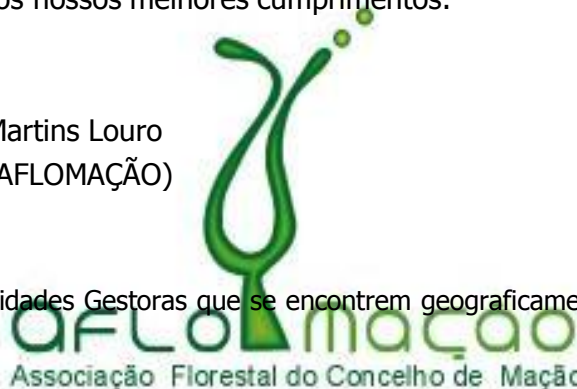 os nossos melhores cumprimentos.
Martins Louro
AFLOMAÇÃO)
idades Gestoras que se encontrem geograficame
aFLOMaçao
Associação Florestal do Concelho de Mação